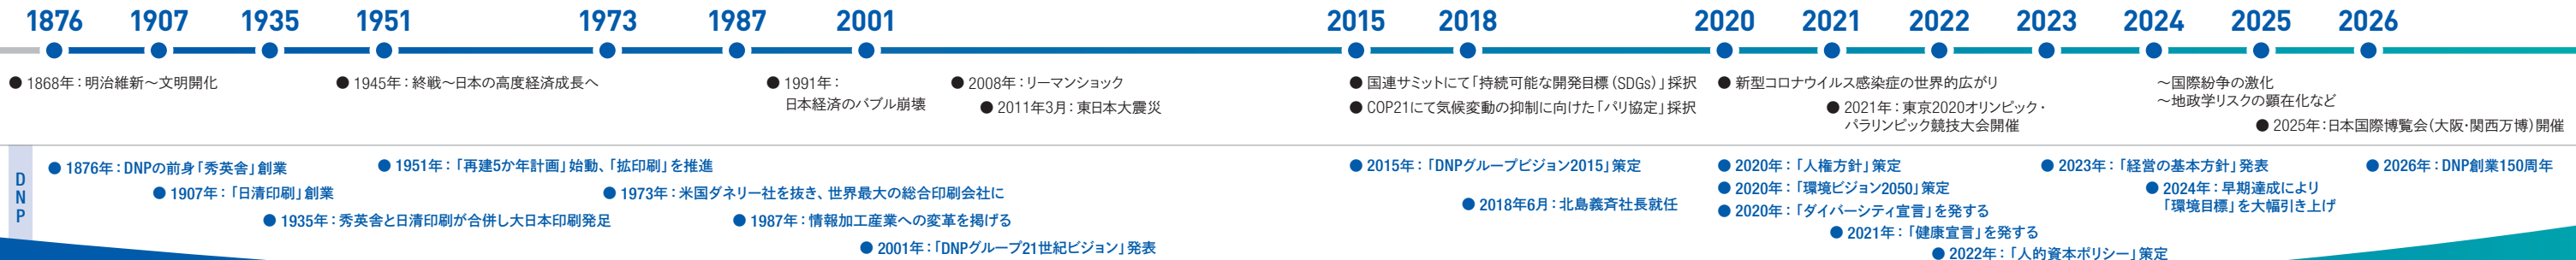 1876 1907 1935 1951 1973 1987 2001 2015 2018 2020 2021 2022 2023 2024 2025 2026
● 1868年：明治維新～文明開化
● 1945年：終戦～日本の高度経済成長へ
● 1991年：
日本経済のバブル崩壊
● 2008年：リーマンショック
● 2011年3月：東日本大震災
● 国連サミットにて「持続可能な開発目標（SDGs）」採択
● COP21にて気候変動の抑制に向けた「パリ協定」採択
● 新型コロナウイルス感染症の世界的広がり
● 2021年：東京2020オリンピック・
パラリンピック競技大会開催
～国際紛争の激化
～地政学リスクの顕在化など
● 2025年：日本国際博覧会（大阪・関西万博）開催
DNP
● 1876年：DNPの前身「秀英舎」創業
● 1907年：「日清印刷」創業
● 1935年：秀英舎と日清印刷が合併し大日本印刷発足
● 1951年：「再建5か年計画」始動、「拡印刷」を推進
● 1973年：米国ダネリー社を抜き、世界最大の総合印刷会社に
● 1987年：情報加工産業への変革を掲げる
● 2001年：「DNPグループ21世紀ビジョン」発表
● 2015年：「DNPグループビジョン2015」策定
● 2018年6月：北島義斉社長就任
● 2020年：「人権方針」策定
● 2020年：「環境ビジョン2050」策定
● 2020年：「ダイバーシティ宣言」を発する
● 2021年：「健康宣言」を発する
● 2022年：「人的資本ポリシー」策定
● 2023年：「経営の基本方針」発表
● 2024年：早期達成により
「環境目標」を大幅引き上げ
● 2026年：DNP創業150周年